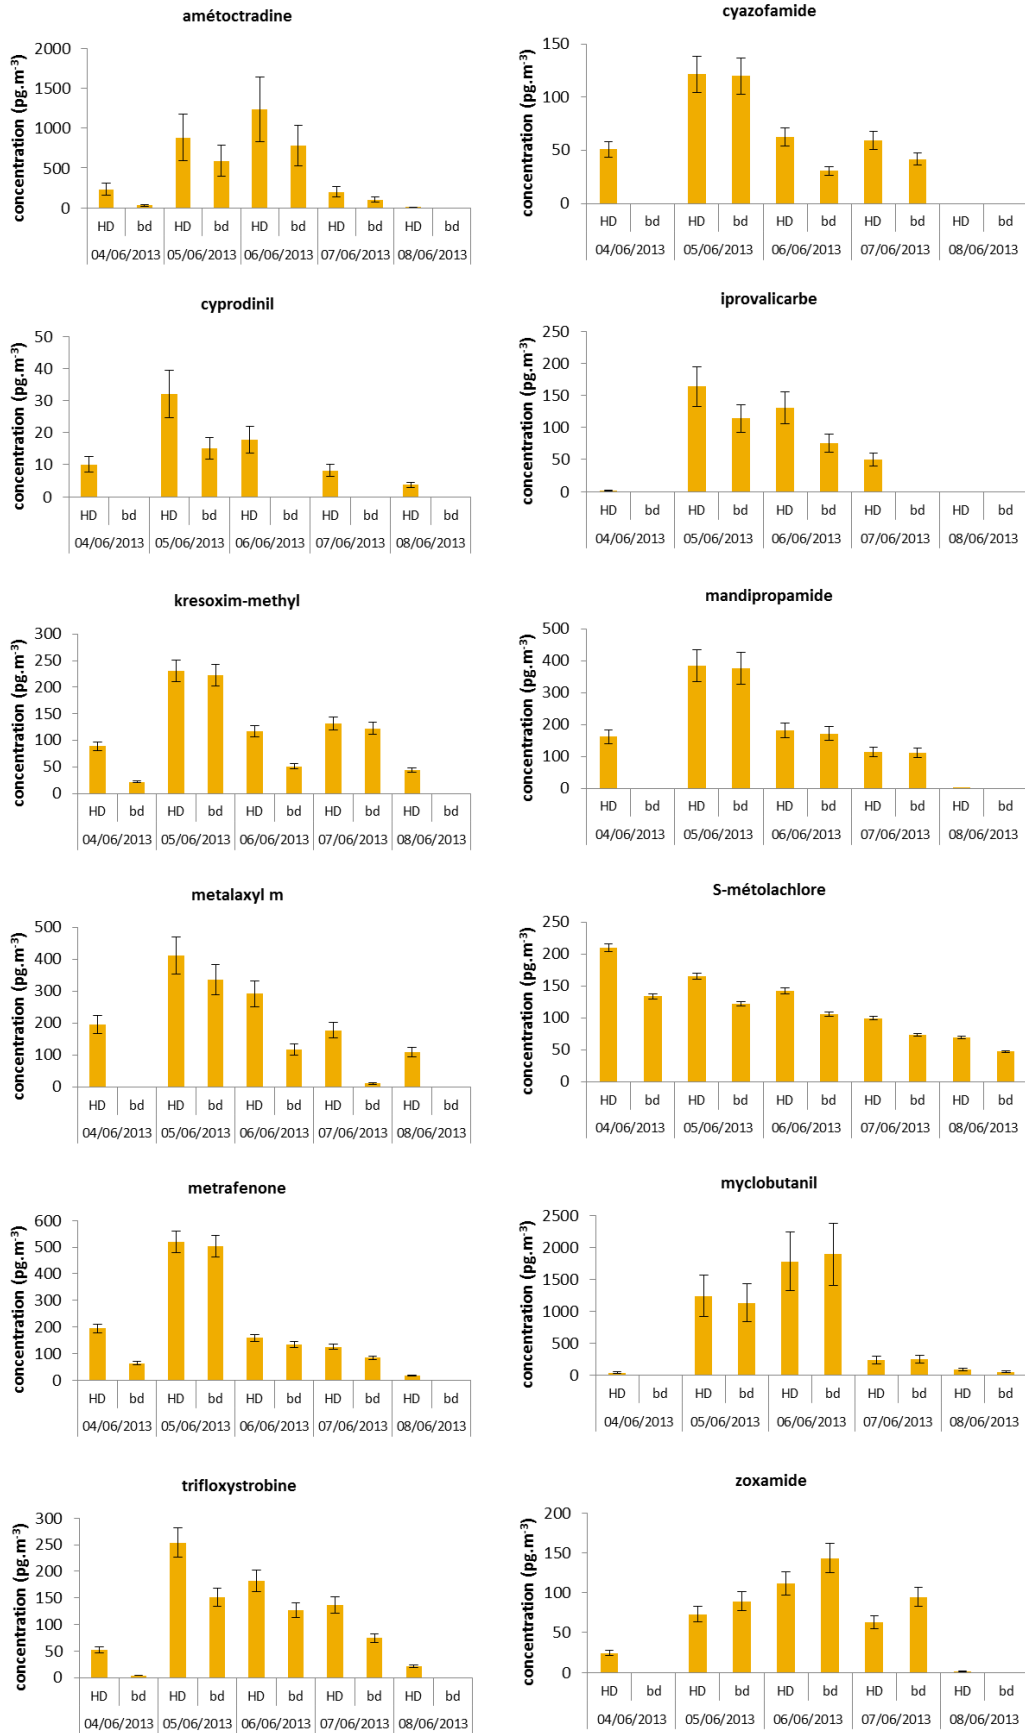 amétoctradine
concentration (pg.m-3)
2000
1500
1000
500
0
HD bd HD bd HD bd HD bd HD bd
04/06/2013 05/06/2013 06/06/2013 07/06/2013 08/06/2013
cyazofamide
concentration (pg.m-3)
150
100
50
0
HD bd HD bd HD bd HD bd HD bd
04/06/2013 05/06/2013 06/06/2013 07/06/2013 08/06/2013
cyprodinil
concentration (pg.m-3)
50
40
30
20
10
0
HD bd HD bd HD bd HD bd HD bd
04/06/2013 05/06/2013 06/06/2013 07/06/2013 08/06/2013
iprovalicarbe
concentration (pg.m-3)
250
200
150
100
50
0
HD bd HD bd HD bd HD bd HD bd
04/06/2013 05/06/2013 06/06/2013 07/06/2013 08/06/2013
kresoxim-methyl
concentration (pg.m-3)
300
250
200
150
100
50
0
HD bd HD bd HD bd HD bd HD bd
04/06/2013 05/06/2013 06/06/2013 07/06/2013 08/06/2013
mandipropamide
concentration (pg.m-3)
500
400
300
200
100
0
HD bd HD bd HD bd HD bd HD bd
04/06/2013 05/06/2013 06/06/2013 07/06/2013 08/06/2013
metalaxyl m
concentration (pg.m-3)
500
400
300
200
100
0
HD bd HD bd HD bd HD bd HD bd
04/06/2013 05/06/2013 06/06/2013 07/06/2013 08/06/2013
S-métolachlore
concentration (pg.m-3)
250
200
150
100
50
0
HD bd HD bd HD bd HD bd HD bd
04/06/2013 05/06/2013 06/06/2013 07/06/2013 08/06/2013
metrafenone
concentration (pg.m-3)
600
500
400
300
200
100
0
HD bd HD bd HD bd HD bd HD bd
04/06/2013 05/06/2013 06/06/2013 07/06/2013 08/06/2013
myclobutanil
concentration (pg.m-3)
2500
2000
1500
1000
500
0
HD bd HD bd HD bd HD bd HD bd
04/06/2013 05/06/2013 06/06/2013 07/06/2013 08/06/2013
trifloxystrobine
concentration (pg.m-3)
300
250
200
150
100
50
0
HD bd HD bd HD bd HD bd HD bd
04/06/2013 05/06/2013 06/06/2013 07/06/2013 08/06/2013
zoxamide
concentration (pg.m-3)
200
150
100
50
0
HD bd HD bd HD bd HD bd HD bd
04/06/2013 05/06/2013 06/06/2013 07/06/2013 08/06/2013